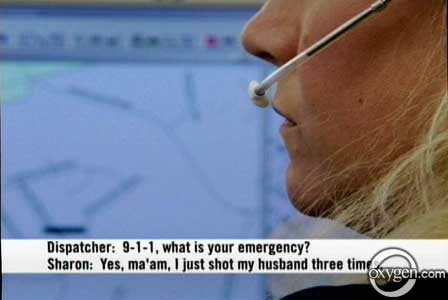 Dispatcher: 9-1-1, what is your emergency?
Sharon: Yes, ma'am, I just shot my husband three times
oxygen.com